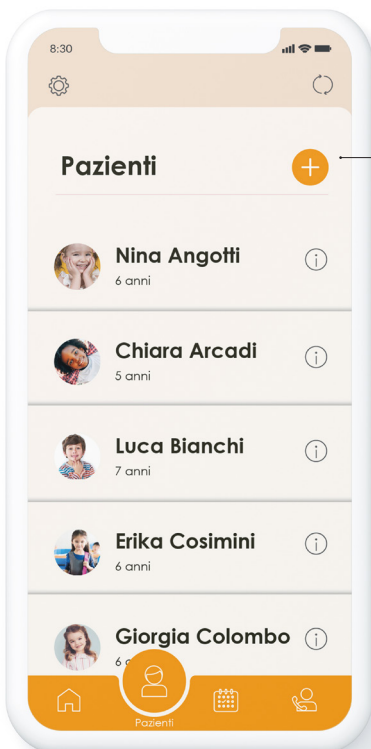 8:30
Pazienti
Nina Angotti
6 anni
Chiara Arcadi
5 anni
Luca Bianchi
7 anni
Erika Cosimini
6 anni
Giorgia Colombo
6
Pazienti